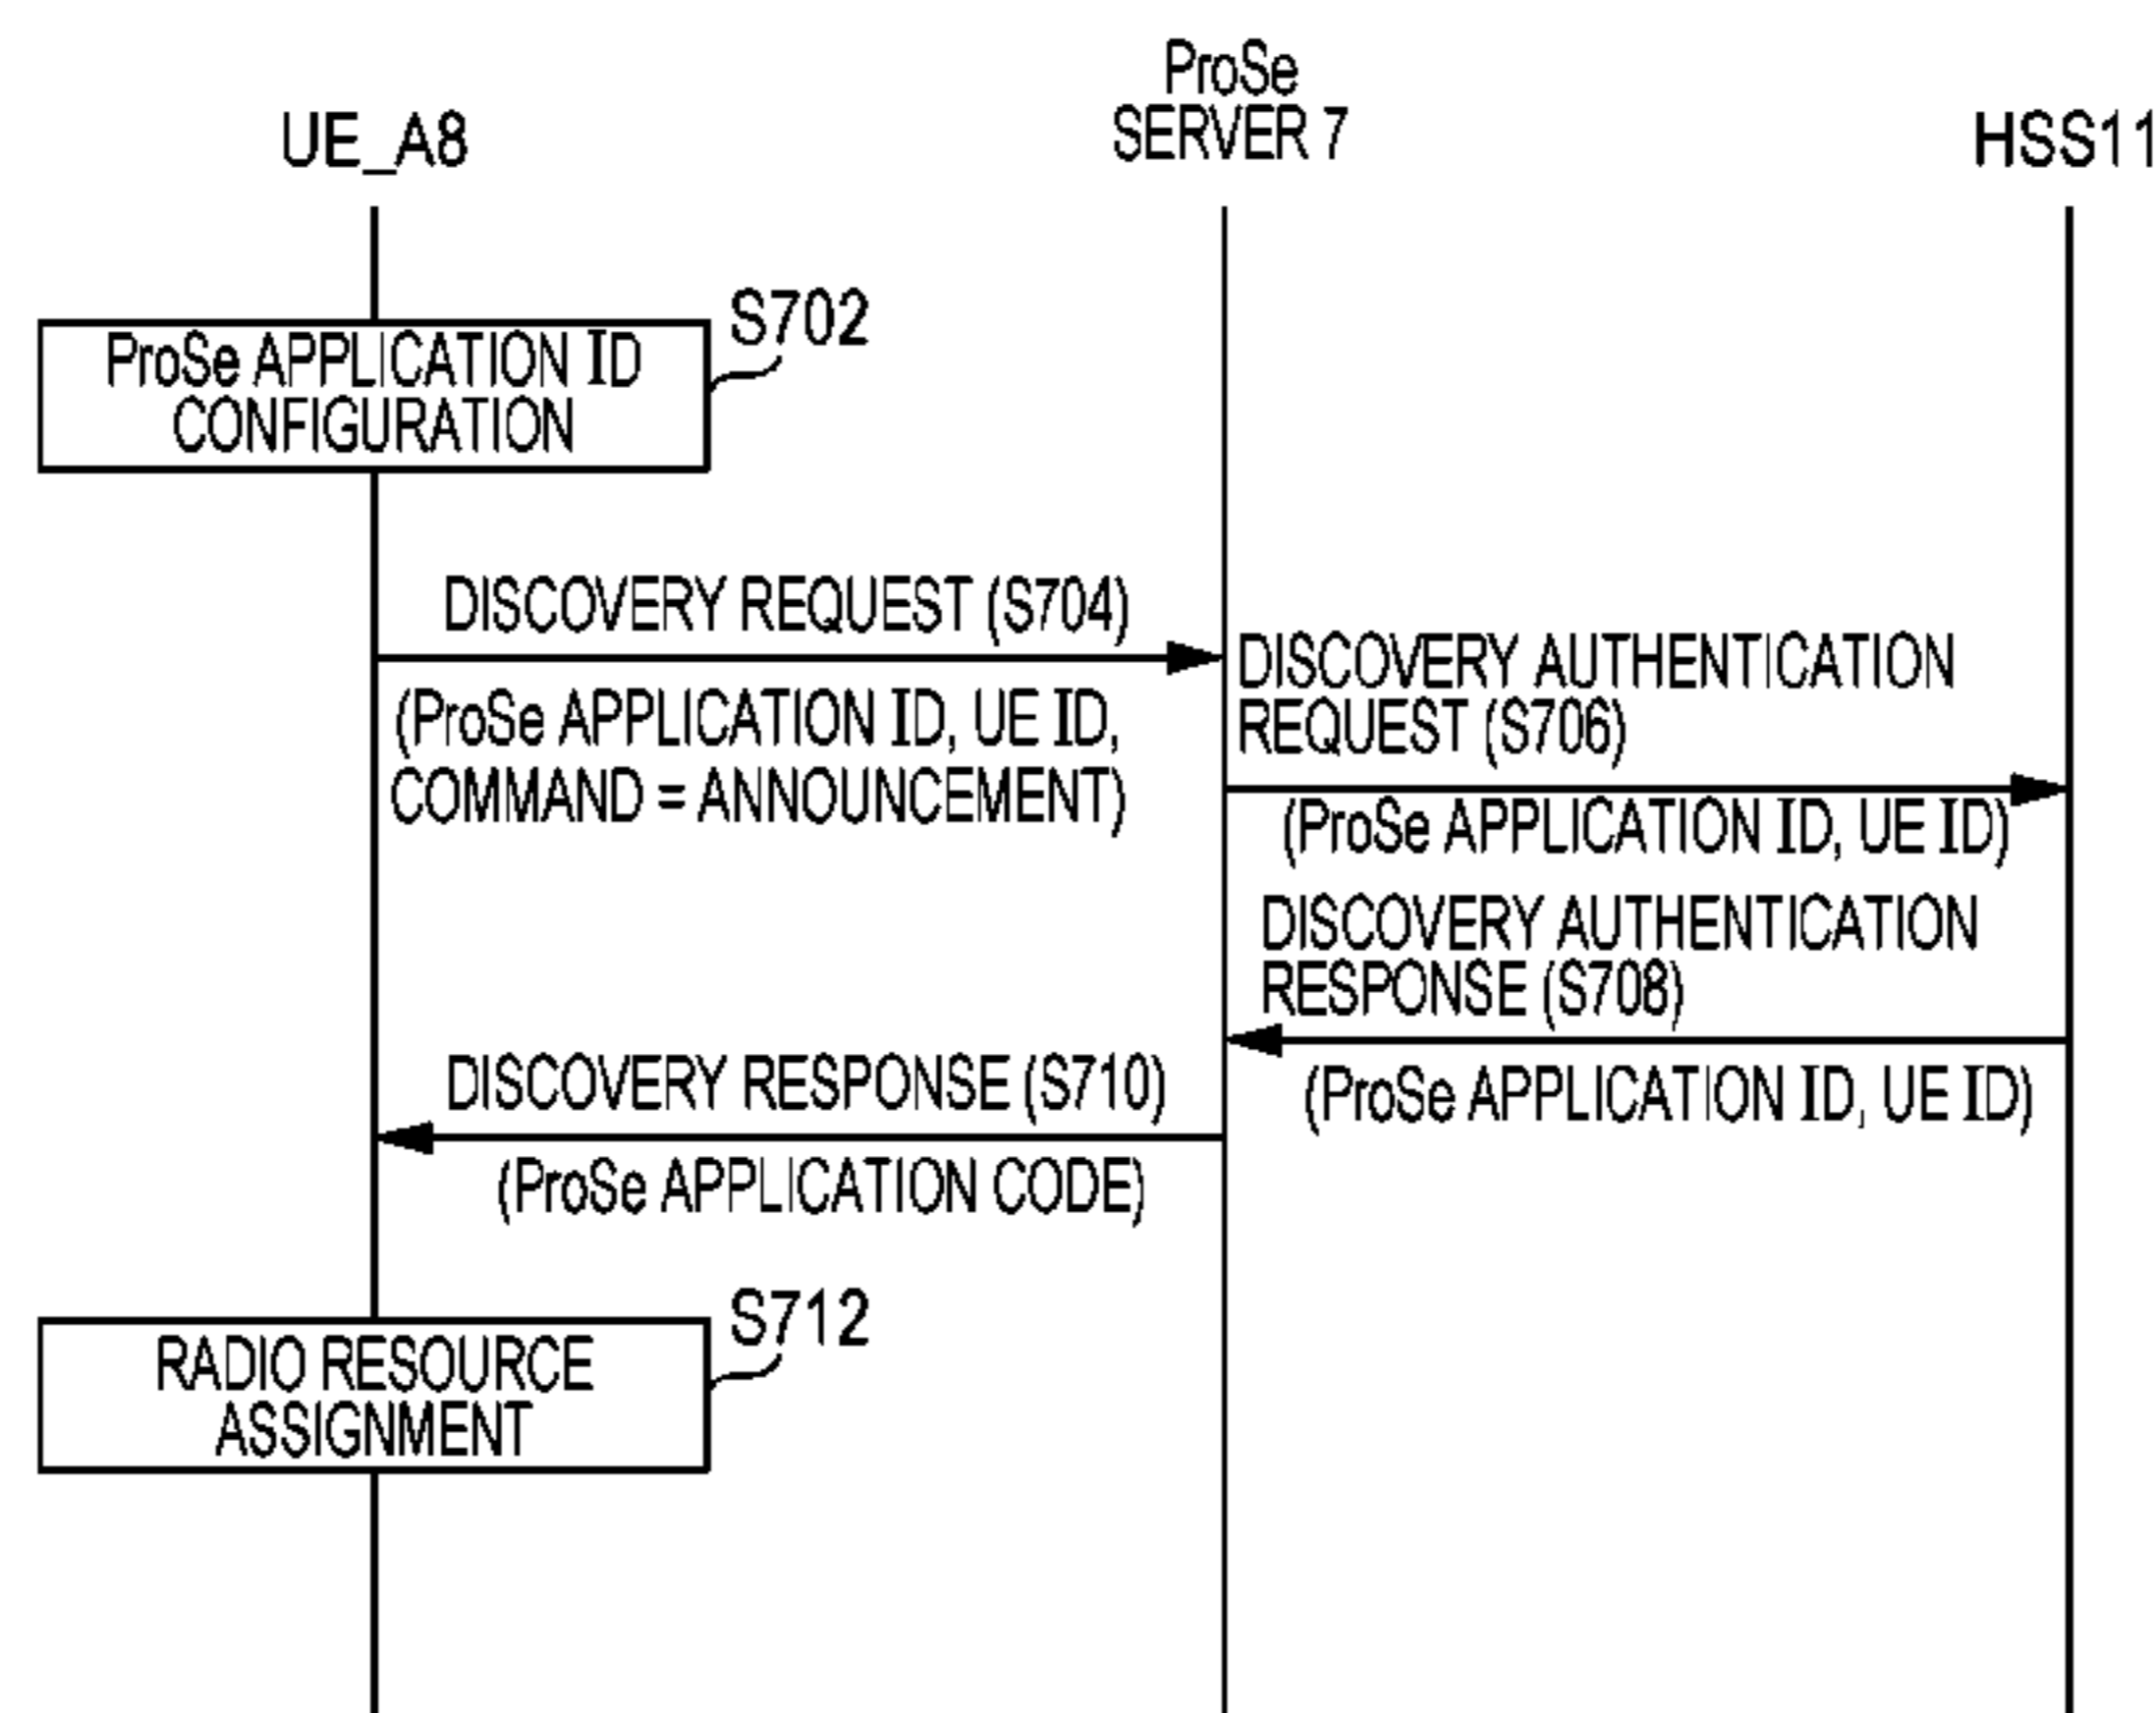 ProSe
UE_A8
SERVER 7
HSS11
S702
ProSe APPLICATION ID
CONFIGURATION
DISCOVERY REQUEST (S704)
(ProSe APPLICATION ID, UE ID,
COMMAND = ANNOUNCEMENT)
DISCOVERY AUTHENTICATION
REQUEST (S706)
(ProSe APPLICATION ID, UE ID)
DISCOVERY AUTHENTICATION
RESPONSE (S708)
(ProSe APPLICATION ID, UE ID)
DISCOVERY RESPONSE (S710)
(ProSe APPLICATION CODE)
S712
RADIO RESOURCE
ASSIGNMENT